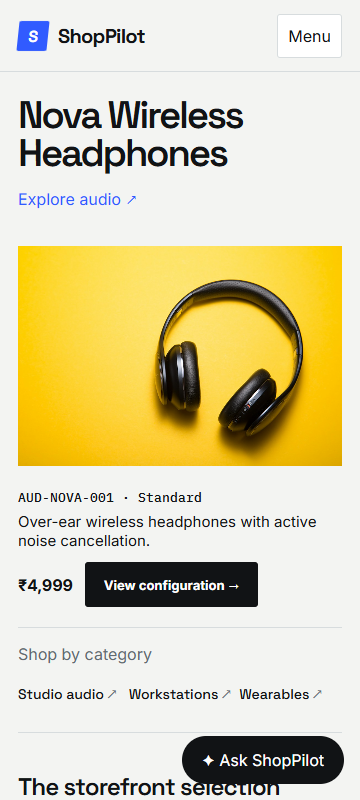 S ShopPilot
Menu
Nova Wireless
Headphones
Explore audio ↗
AUD-NOVA-001 · Standard
Over-ear wireless headphones with active
noise cancellation.
₹4,999
View configuration →
Shop by category
Studio audio ↗ Workstations ↗ Wearables ↗
✦ Ask ShopPilot
The storefront selection